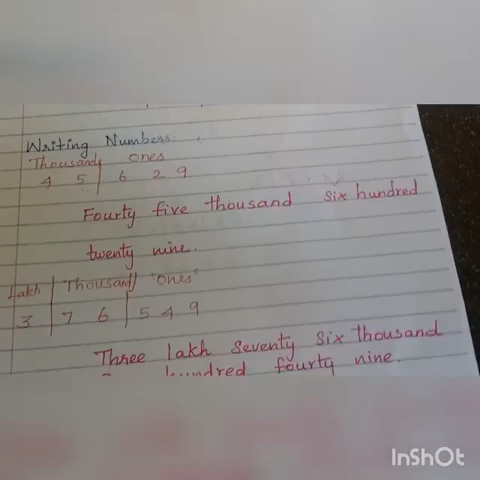 Writing Numbers:
Thousands | ones
4 5 | 6 2 9
Fourty five thousand six hundred
twenty nine.
Lakh | Thousand | "ones"
3 | 7 6 | 5 4 9
Three lakh seventy six thousand
hundred fourty nine.
InShOt